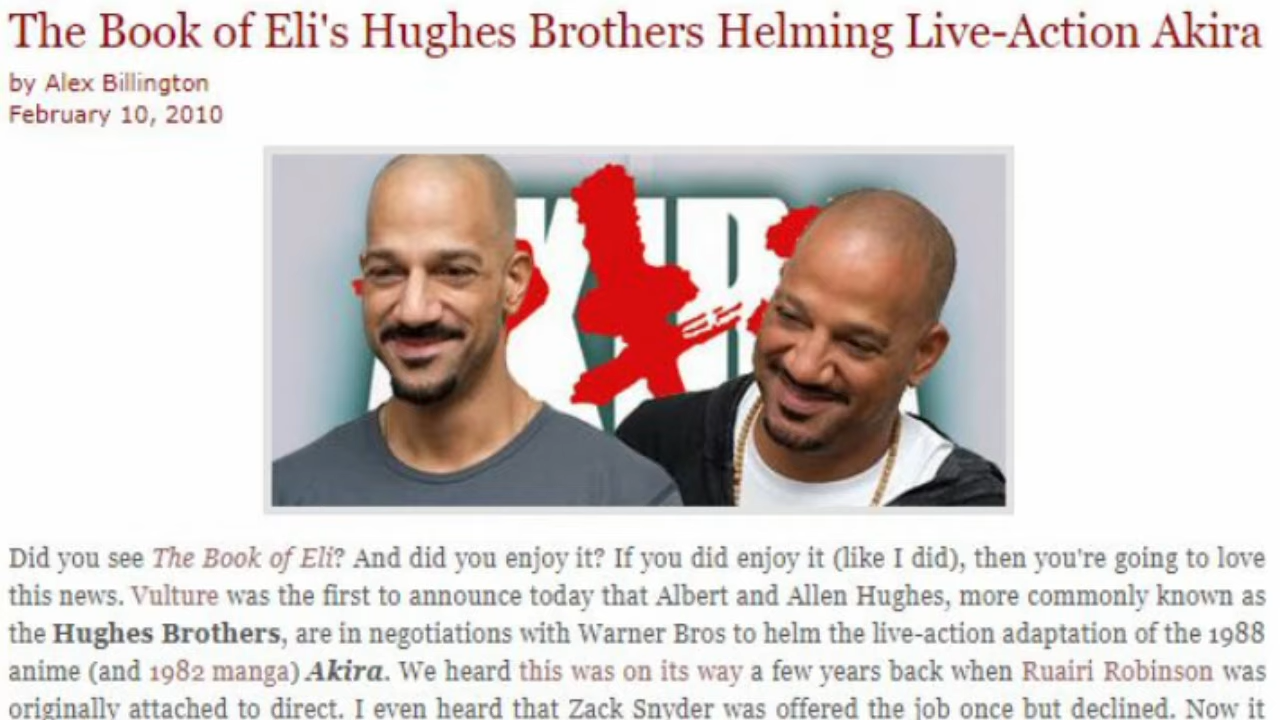 The Book of Eli's Hughes Brothers Helming Live-Action Akira
by Alex Billington
February 10, 2010
Did you see The Book of Eli? And did you enjoy it? If you did enjoy it (like I did), then you're going to love
this news. Vulture was the first to announce today that Albert and Allen Hughes, more commonly known as
the Hughes Brothers, are in negotiations with Warner Bros to helm the live-action adaptation of the 1988
anime (and 1982 manga) Akira. We heard this was on its way a few years back when Ruairi Robinson was
originally attached to direct. I even heard that Zack Snyder was offered the job once but declined. Now it